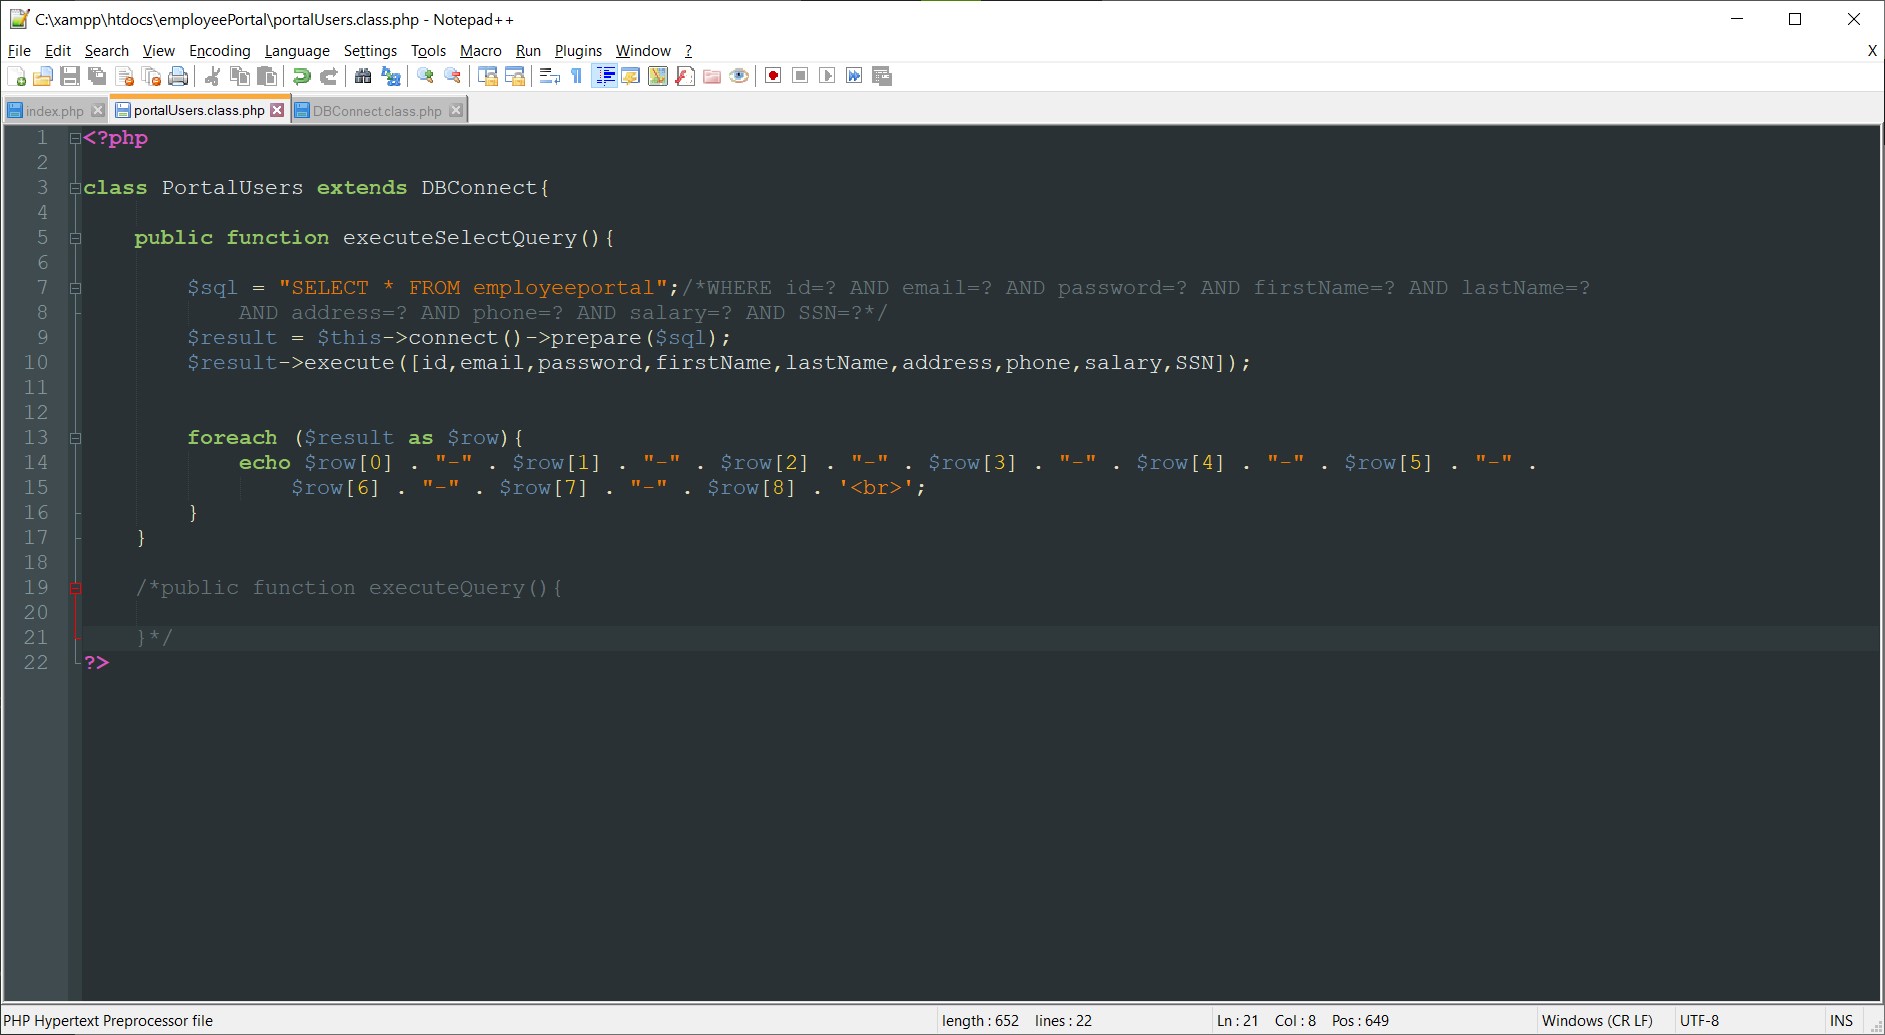 C:\xampp\htdocs\employeePortal\portalUsers.class.php - Notepad++
File Edit Search View Encoding Language Settings Tools Macro Run Plugins Window ? X
index.php portalUsers.class.php DBConnect.class.php
1 <?php
2
3 class PortalUsers extends DBConnect{
4
5 public function executeSelectQuery(){
6
7 $sql = "SELECT * FROM employeeportal";/*WHERE id=? AND email=? AND password=? AND firstName=? AND lastName=?
8 AND address=? AND phone=? AND salary=? AND SSN=?*/
9 $result = $this->connect()->prepare($sql);
10 $result->execute([id,email,password,firstName,lastName,address,phone,salary,SSN]);
11
12
13 foreach ($result as $row){
14 echo $row[0] . "-" . $row[1] . "-" . $row[2] . "-" . $row[3] . "-" . $row[4] . "-" . $row[5] . "-" .
15 $row[6] . "-" . $row[7] . "-" . $row[8] . '<br>';
16 }
17 }
18
19 /*public function executeQuery(){
20
21 }*/
22 ?>
PHP Hypertext Preprocessor file length : 652 lines : 22 Ln : 21 Col : 8 Pos : 649 Windows (CR LF) UTF-8 INS